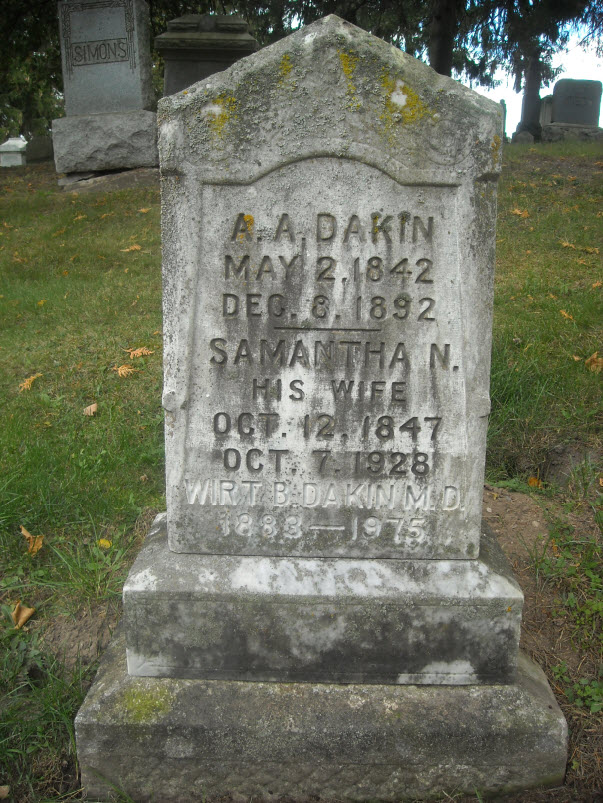 SIMONS
A. A. DAKIN
MAY 2, 1842
DEC. 8, 1892
SAMANTHA N.
HIS WIFE
OCT. 12, 1847
OCT. 7, 1928
WIRT B. DAKIN M.D.
1883—1975